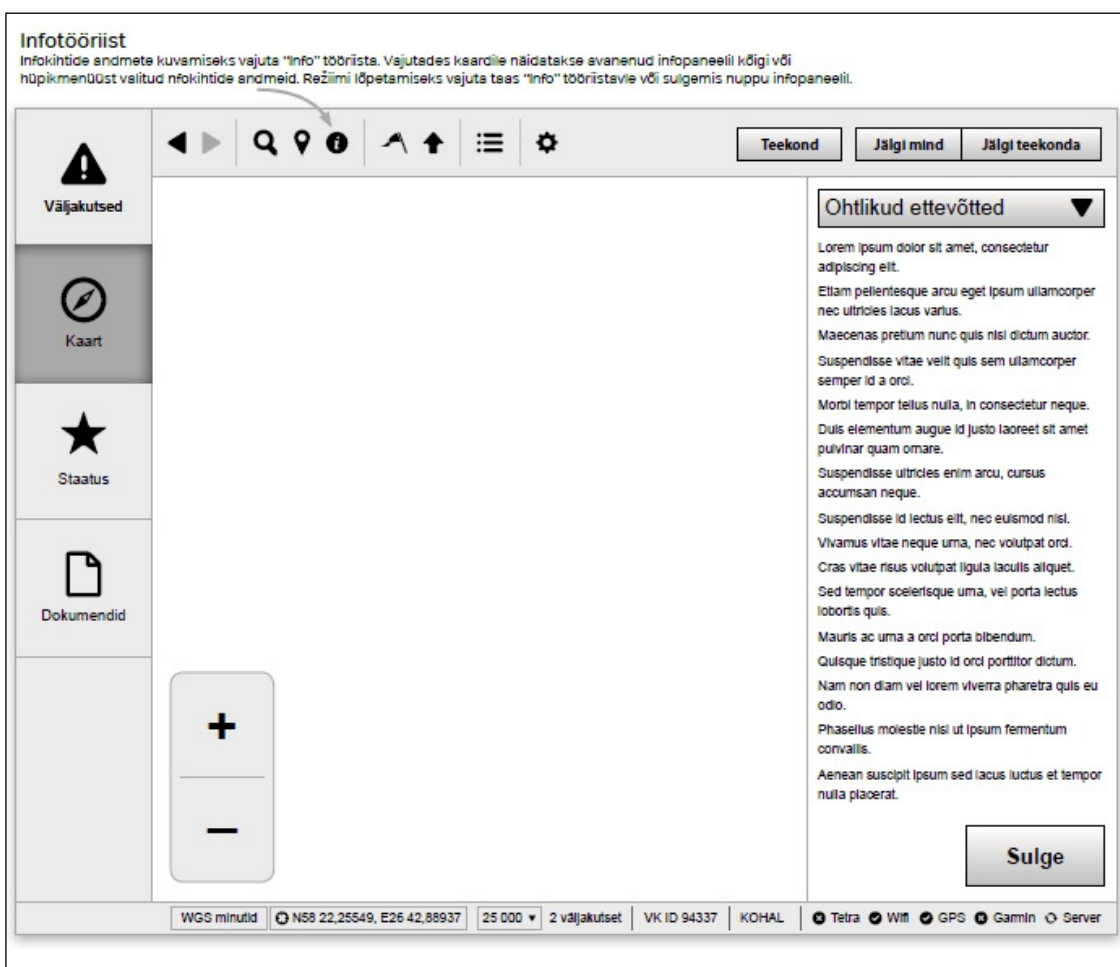 Infotööriist
Infokihtide andmete kuvamiseks vajuta "Info" tööriista. Vajutades kaardile näidatakse avanenud infopaneelil kõigi või
hüpikmenüüst valitud nfokihtide andmeid. Režiimi lõpetamiseks vajuta taas "Info" tööriistavle või sulgemis nuppu infopaneelil.
Teekond
Jälgi mind
Jälgi teekonda
Väljakutsed
Kaart
Staatus
Dokumendid
Ohtlikud ettevõtted
Lorem ipsum dolor sit amet, consectetur
adipiscing elit.
Etiam pellentesque arcu eget ipsum ullamcorper
nec ultricies lacus varius.
Maecenas pretium nunc quis nisl dictum auctor.
Suspendisse vitae velit quis sem ullamcorper
semper id a orci.
Morbi tempor tellus nulla, in consectetur neque.
Duis elementum augue id justo laoreet sit amet
pulvinar quam ornare.
Suspendisse ultricies enim arcu, cursus
accumsan neque.
Suspendisse id lectus elit, nec euismod nisl.
Vivamus vitae neque urna, nec volutpat orci.
Cras vitae risus volutpat ligula iaculis aliquet.
Sed tempor scelerisque urna, vel porta lectus
lobortis quis.
Mauris ac urna a orci porta bibendum.
Quisque tristique justo id orci porttitor dictum.
Nam non diam vel lorem viverra pharetra quis eu
odio.
Phasellus molestie nisi ut ipsum fermentum
convallis.
Aenean suscipit ipsum sed lacus luctus et tempor
nulla placerat.
Sulge
+
–
WGS minutid
N58 22,25549, E26 42,88937
25 000
2 väljakutset
VK ID 94337
KOHAL
Tetra
Wifi
GPS
Garmin
Server